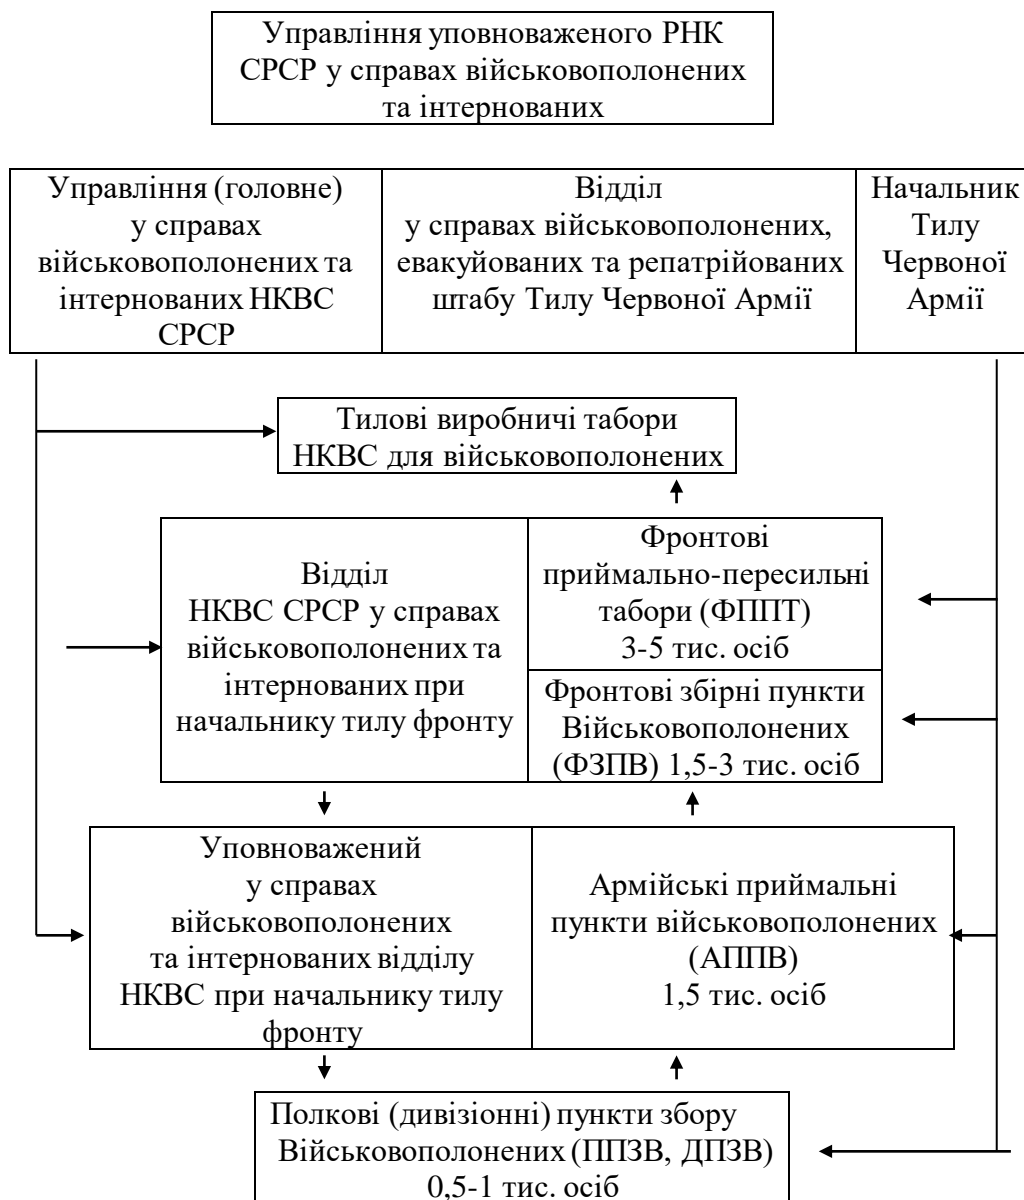 Управління уповноваженого РНК
СРСР у справах військовополонених
та інтернованих
Управління (головне)
у справах
військовополонених та
інтернованих НКВС
СРСР
Відділ
у справах військовополонених,
евакуйованих та репатрійованих
штабу Тилу Червоної Армії
Начальник
Тилу
Червоної
Армії
Тилові виробничі табори
НКВС для військовополонених
Відділ
НКВС СРСР у справах
військовополонених та
інтернованих при
начальнику тилу фронту
Фронтові
приймально-пересильні
табори (ФППТ)
3-5 тис. осіб
Фронтові збірні пункти
Військовополонених
(ФЗПВ) 1,5-3 тис. осіб
Уповноважений
у справах
військовополонених
та інтернованих відділу
НКВС при начальнику тилу
фронту
Армійські приймальні
пункти військовополонених
(АППВ)
1,5 тис. осіб
Полкові (дивізіонні) пункти збору
Військовополонених (ППЗВ, ДПЗВ)
0,5-1 тис. осіб